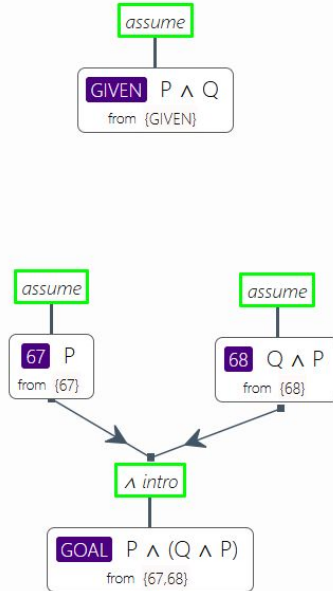 assume
GIVEN P ∧ Q
from {GIVEN}
assume
assume
67 P
68 Q ∧ P
from {67}
from {68}
∧ intro
GOAL P ∧ (Q ∧ P)
from {67,68}